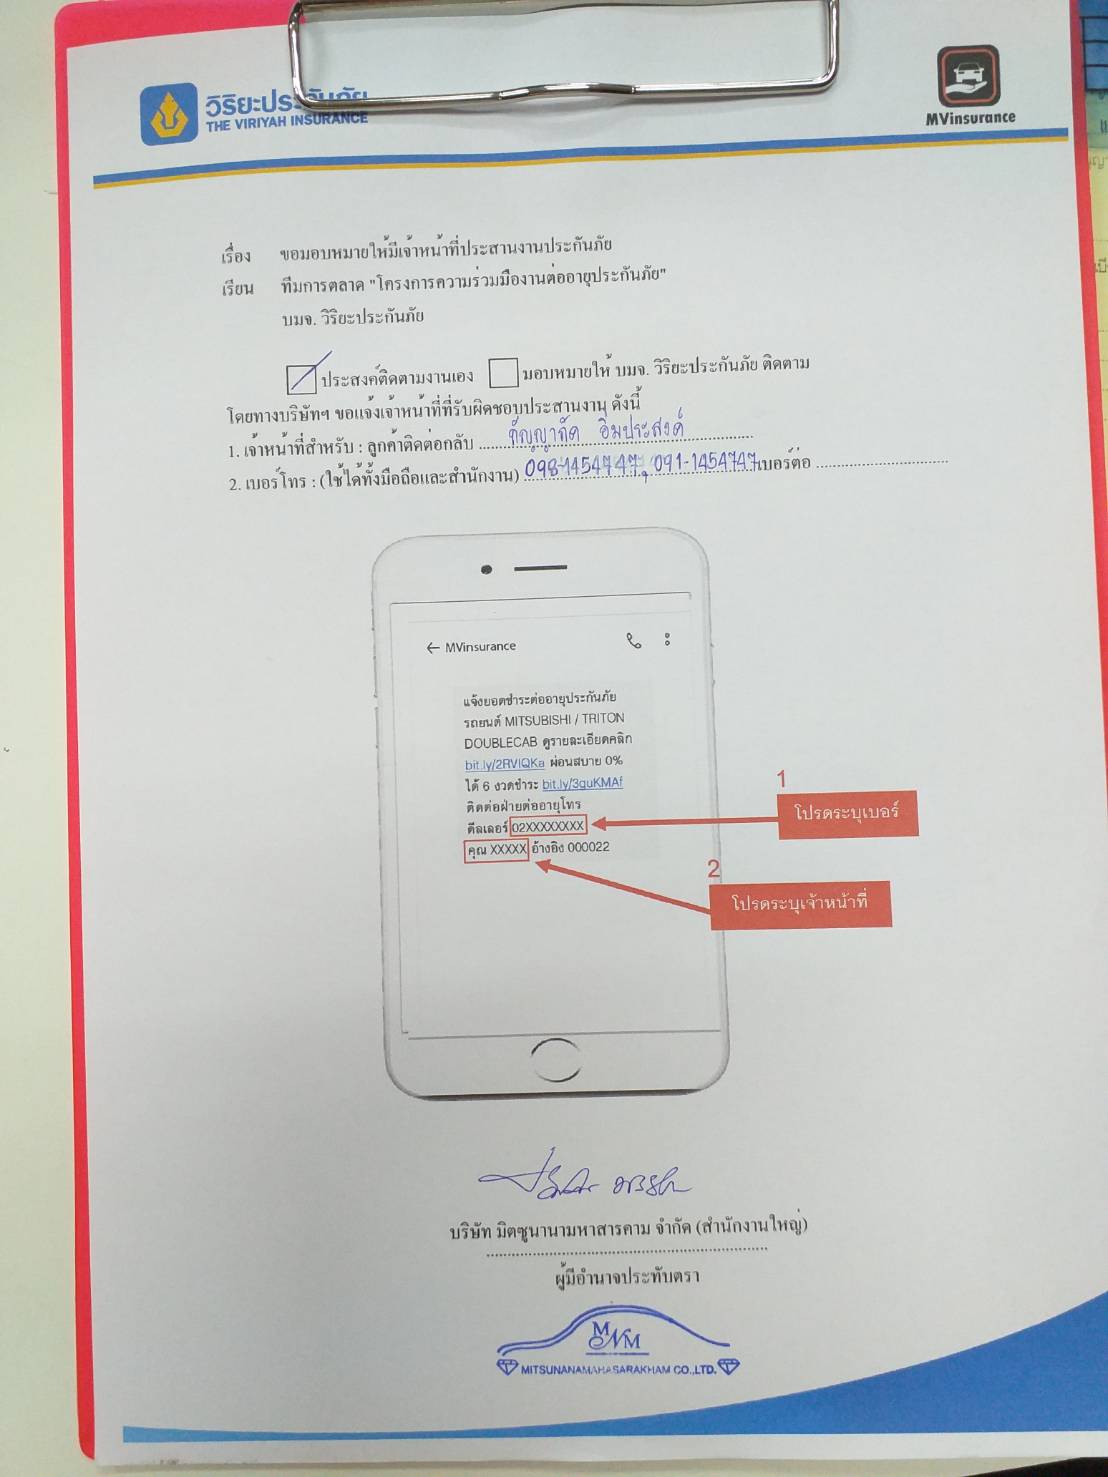 วิริยะประกันภัย
THE VIRIYAH INSURANCE
MVinsurance
เรื่อง ขอมอบหมายให้มีเจ้าหน้าที่ประสานงานประกันภัย
เรียน ทีมการตลาด "โครงการความร่วมมืองานต่ออายุประกันภัย"
บมจ. วิริยะประกันภัย
ประสงค์ติดตามงานเอง มอบหมายให้ บมจ. วิริยะประกันภัย ติดตาม
โดยทางบริษัทฯ ขอแจ้งเจ้าหน้าที่ที่รับผิดชอบประสานงาน ดังนี้
1. เจ้าหน้าที่สำหรับ : ลูกค้าติดต่อกลับ กัญญาภัค อิ่มประสงค์
2. เบอร์โทร : (ใช้ได้ทั้งมือถือและสำนักงาน) 098-1454747, 091-1454747 เบอร์ต่อ
← MVinsurance
แจ้งยอดชำระต่ออายุประกันภัย
รถยนต์ MITSUBISHI / TRITON
DOUBLECAB ดูรายละเอียดคลิก
bit.ly/2RVlQKa ผ่อนสบาย 0%
ได้ 6 งวดชำระ bit.ly/3guKMAf
ติดต่อฝ่ายต่ออายุโทร
ดีลเลอร์ 02XXXXXXXX
คุณ XXXXX อ้างอิง 000022
1
โปรดระบุเบอร์
2
โปรดระบุเจ้าหน้าที่
บริษัท มิตซูนานามหาสารคาม จำกัด (สำนักงานใหญ่)
ผู้มีอำนาจประทับตรา
MNM
MITSUNANAMAHASARAKHAM CO.,LTD.